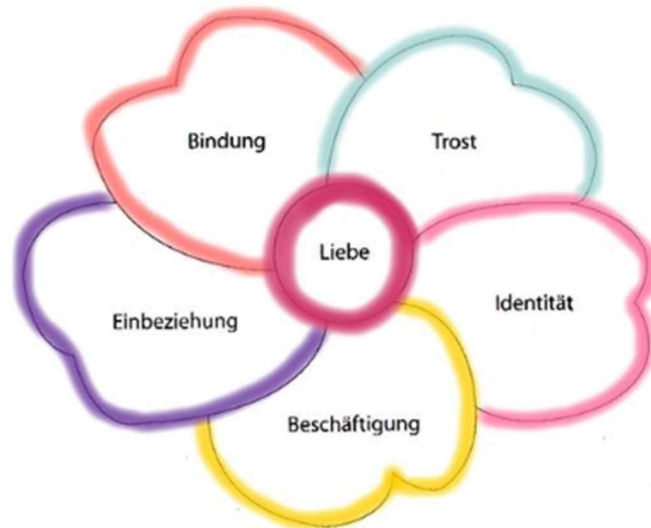 Bindung
Trost
Liebe
Identität
Einbeziehung
Beschäftigung